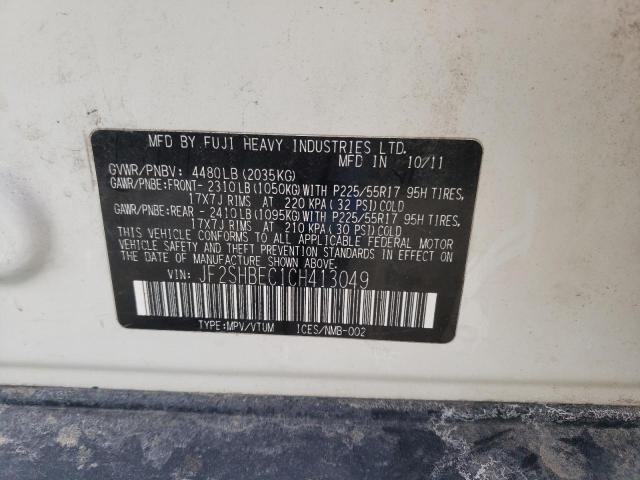 MFD BY FUJI HEAVY INDUSTRIES LTD.
MFD IN 10/11
GVWR/PNBV: 4480LB (2035KG)
GAWR/PNBE:FRONT- 2310LB (1050KG) WITH P225/55R17 95H TIRES,
17X7J RIMS AT 220 KPA (32 PSI) COLD
GAWR/PNBE:REAR - 2410LB (1095KG) WITH P225/55R17 95H TIRES,
17X7J RIMS AT 210 KPA (30 PSI) COLD
THIS VEHICLE CONFORMS TO ALL APPLICABLE FEDERAL MOTOR
VEHICLE SAFETY AND THEFT PREVENTION STANDARDS IN EFFECT ON
THE DATE OF MANUFACTURE SHOWN ABOVE.
VIN: JF2SHBEC1CH413049
TYPE:MPV/VTUM ICES/NMB-002